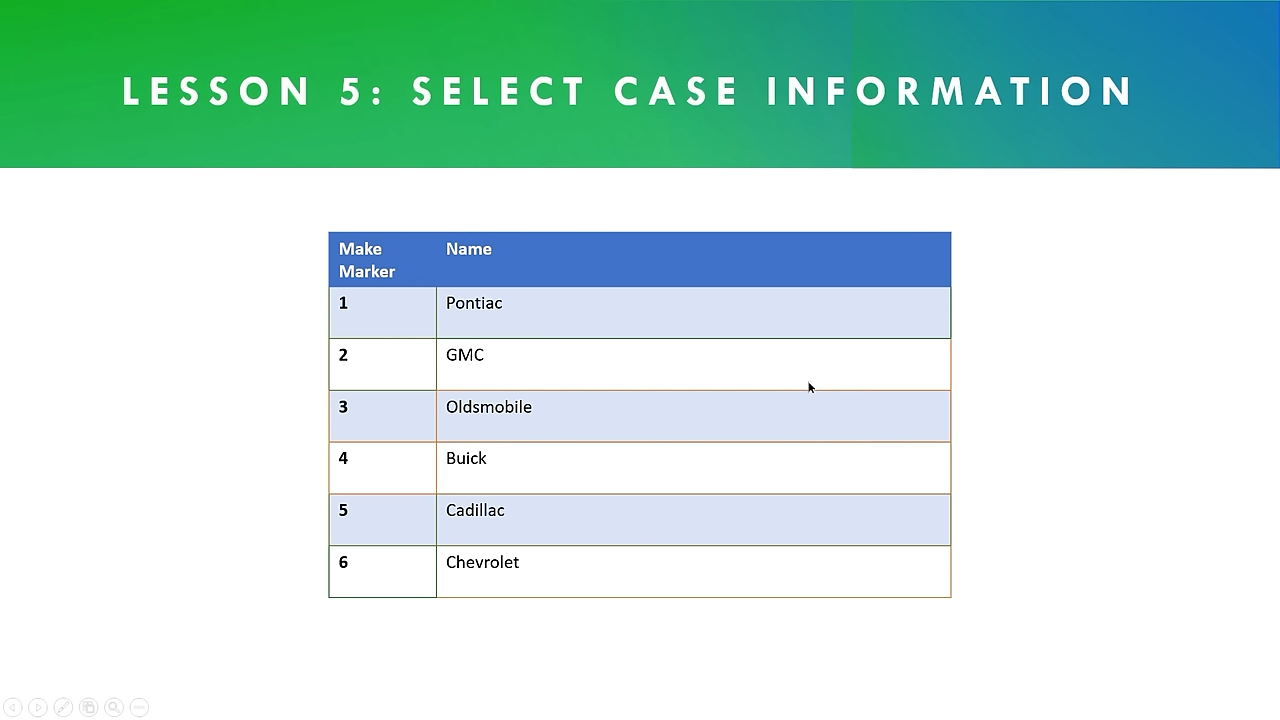 LESSON 5: SELECT CASE INFORMATION
Make Marker Name
1 Pontiac
2 GMC
3 Oldsmobile
4 Buick
5 Cadillac
6 Chevrolet